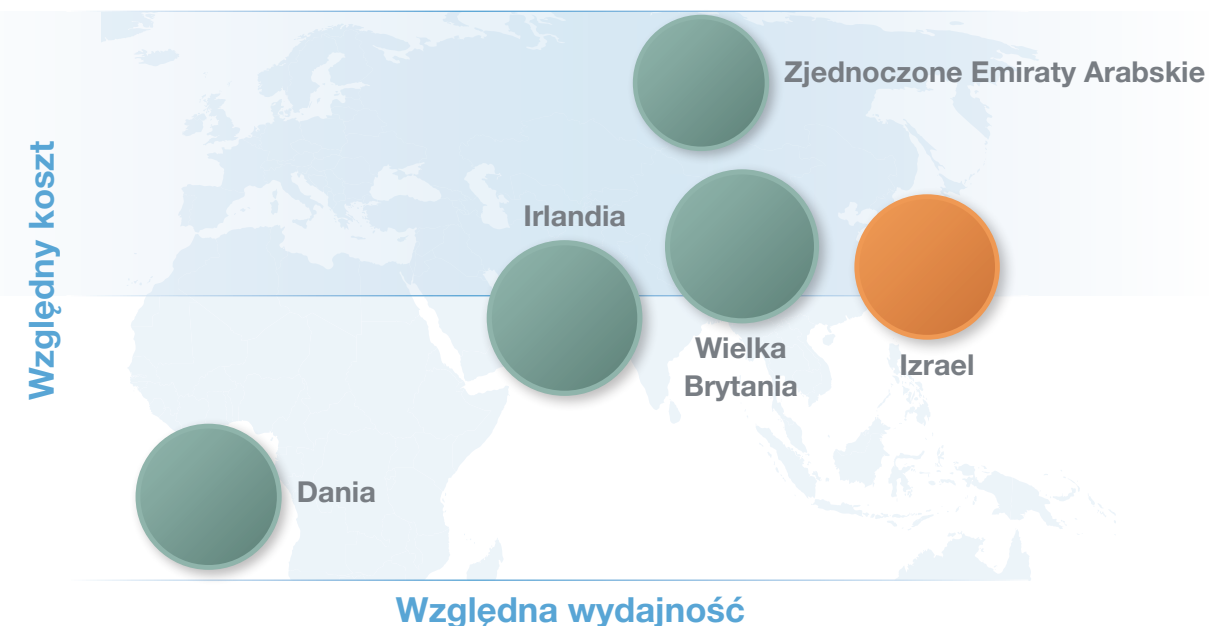 Zjednoczone Emiraty Arabskie
Względny koszt
Irlandia
Wielka
Brytania
Izrael
Dania
Względna wydajność